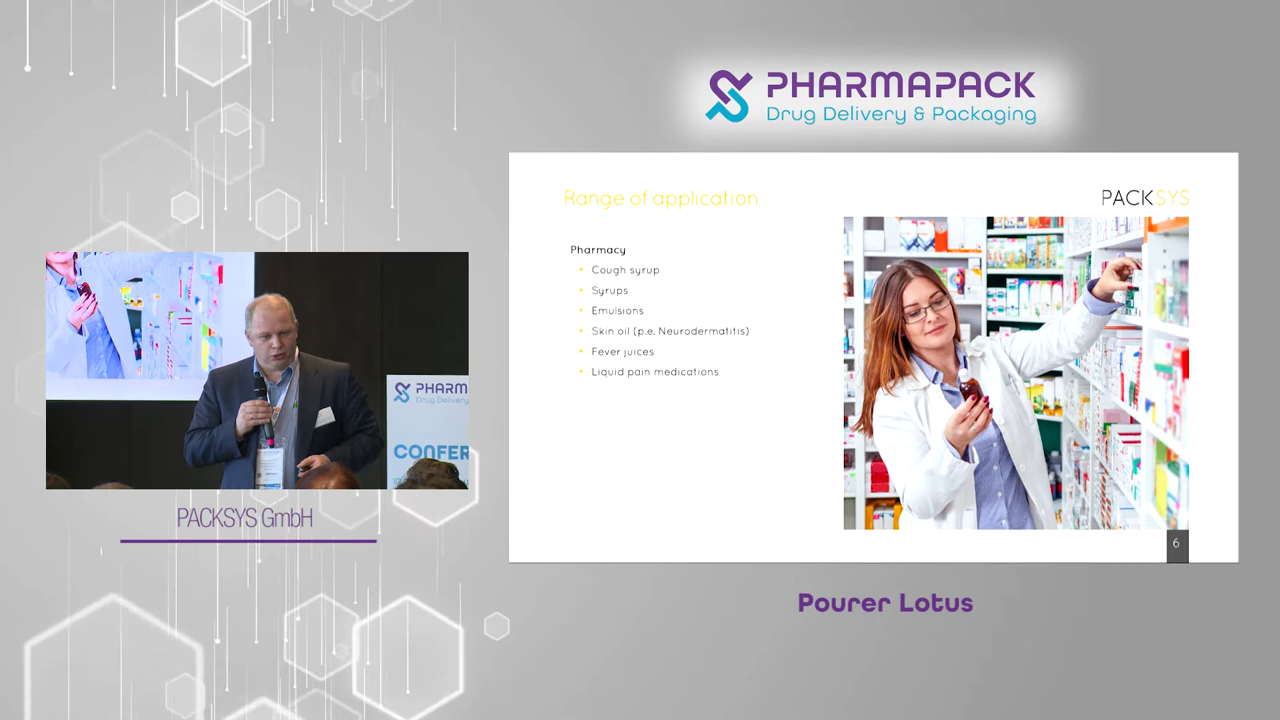 PHARMAPACK
Drug Delivery & Packaging
Range of application
PACKSYS
Pharmacy
• Cough syrup
• Syrups
• Emulsions
• Skin oil (p.e. Neurodermatitis)
• Fever juices
• Liquid pain medications
6
PHARM
Drug Delivery
CONFER
PACKSYS GmbH
Pourer Lotus